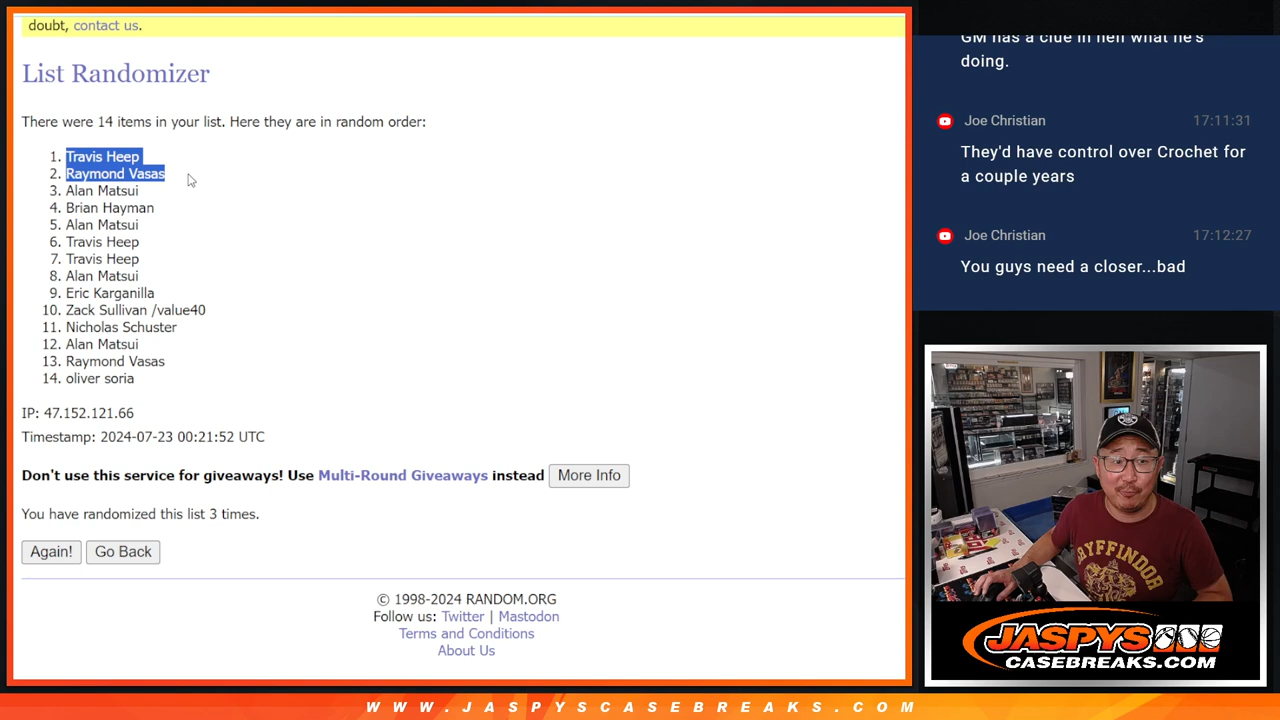 doubt, contact us.
List Randomizer
There were 14 items in your list. Here they are in random order:
1. Travis Heep
2. Raymond Vasas
3. Alan Matsui
4. Brian Hayman
5. Alan Matsui
6. Travis Heep
7. Travis Heep
8. Alan Matsui
9. Eric Karganilla
10. Zack Sullivan /value40
11. Nicholas Schuster
12. Alan Matsui
13. Raymond Vasas
14. oliver soria
IP: 47.152.121.66
Timestamp: 2024-07-23 00:21:52 UTC
Don't use this service for giveaways! Use Multi-Round Giveaways instead More Info
You have randomized this list 3 times.
Again! Go Back
© 1998-2024 RANDOM.ORG
Follow us: Twitter | Mastodon
Terms and Conditions
About Us
GM has a clue in hell what he's
doing.
Joe Christian 17:11:31
They'd have control over Crochet for
a couple years
Joe Christian 17:12:27
You guys need a closer...bad
RYFFINDOR
JASPYS
CASEBREAKS.COM
WWW.JASPYSCASEBREAKS.COM